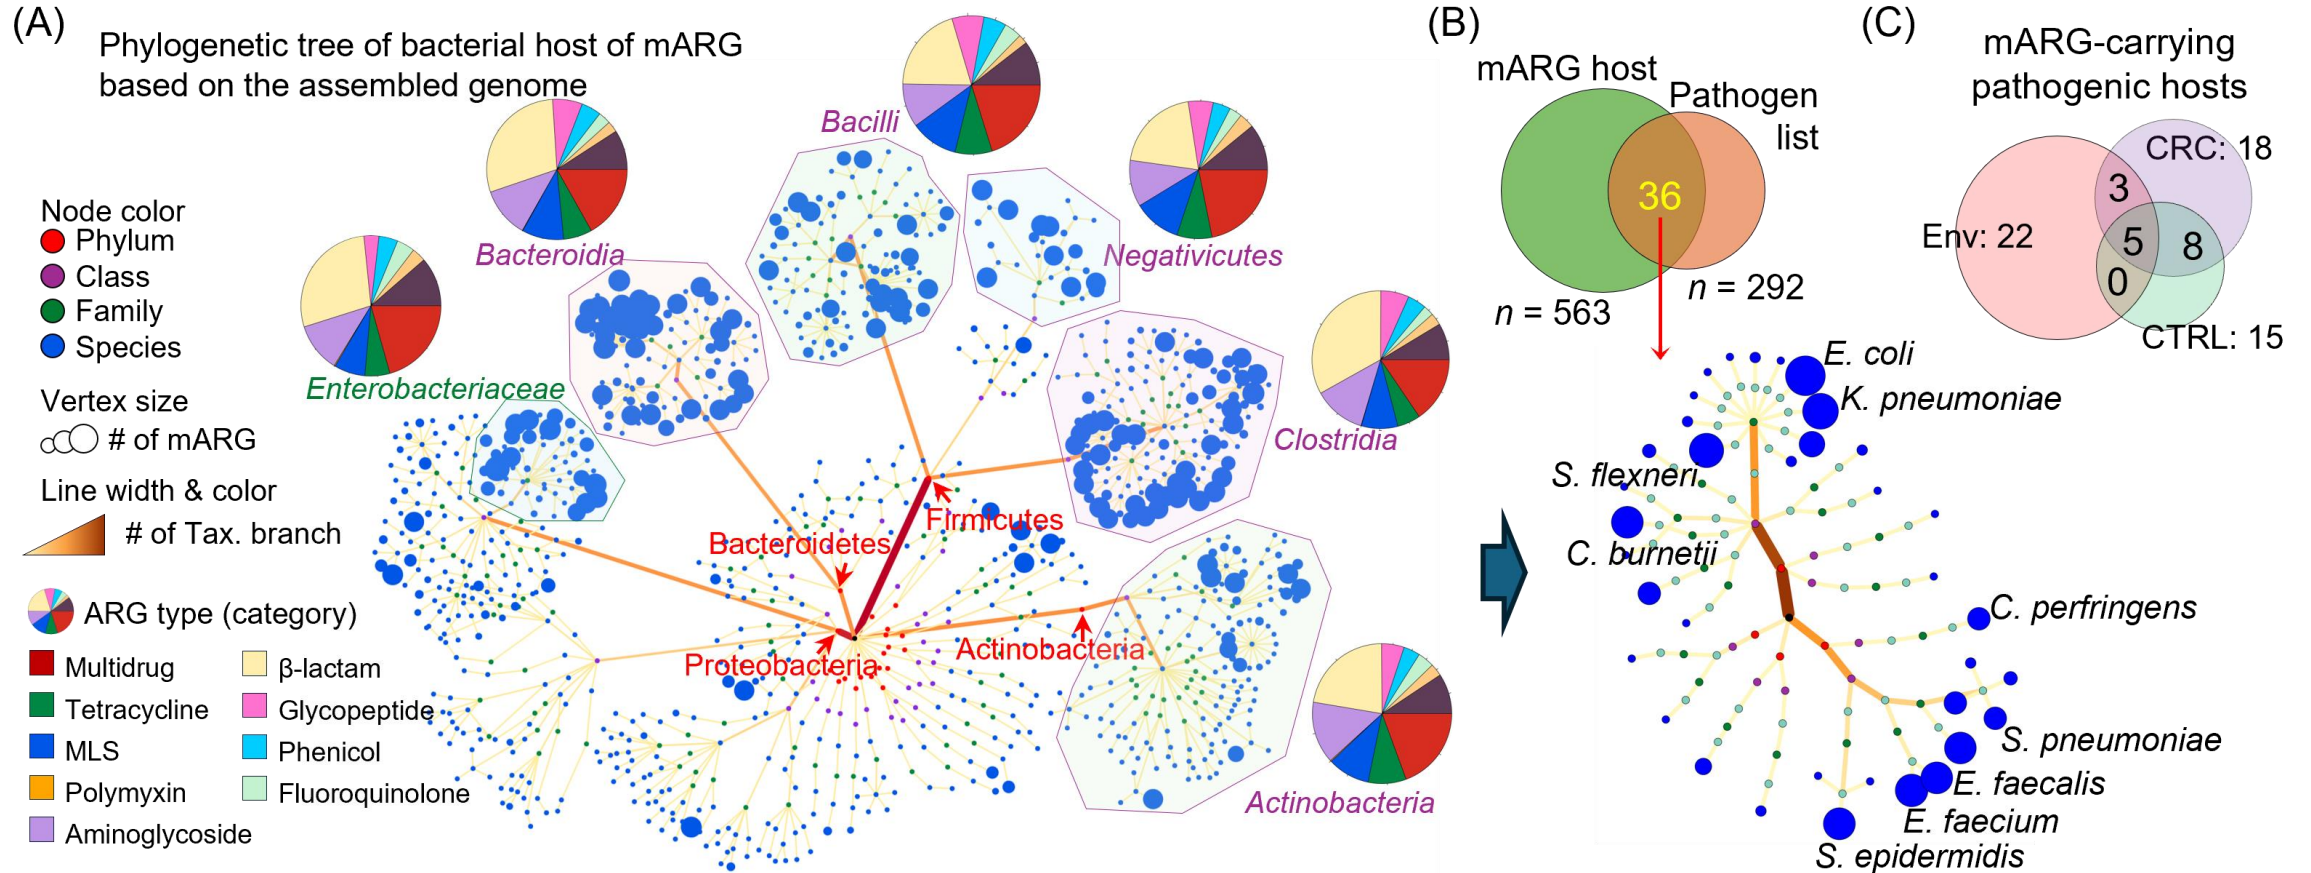 (A)
Phylogenetic tree of bacterial host of mARG
based on the assembled genome
Node color
Phylum
Class
Family
Species
Vertex size
# of mARG
Line width & color
# of Tax. branch
ARG type (category)
Multidrug
Tetracycline
MLS
Polymyxin
Aminoglycoside
β-lactam
Glycopeptide
Phenicol
Fluoroquinolone
Enterobacteriaceae
Bacteroidia
Bacilli
Negativicutes
Clostridia
Actinobacteria
Firmicutes
Bacteroidetes
Proteobacteria
Actinobacteria
(B)
mARG host
Pathogen
list
36
n = 563
n = 292
E. coli
K. pneumoniae
S. flexneri
C. burnetii
C. perfringens
S. pneumoniae
E. faecalis
E. faecium
S. epidermidis
(C)
mARG-carrying
pathogenic hosts
CRC: 18
3
Env: 22
5
8
0
CTRL: 15